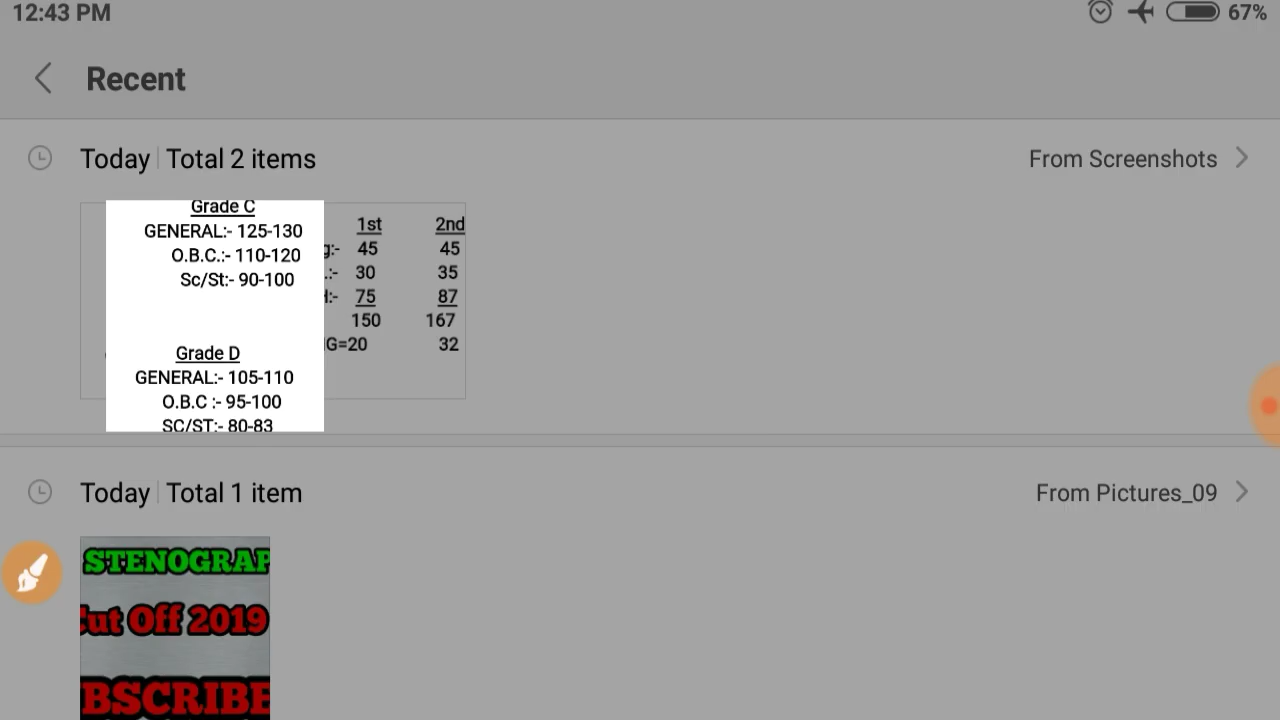 12:43 PM
67%
Recent
Today Total 2 items
From Screenshots
Grade C
GENERAL:- 125-130
O.B.C.:- 110-120
Sc/St:- 90-100
Grade D
GENERAL:- 105-110
O.B.C :- 95-100
SC/ST:- 80-83
1st 2nd
g:- 45 45
.:- 30 35
:- 75 87
150 167
G=20 32
Today Total 1 item
From Pictures_09
STENOGRAP
Cut Off 2019
BSCRIBE